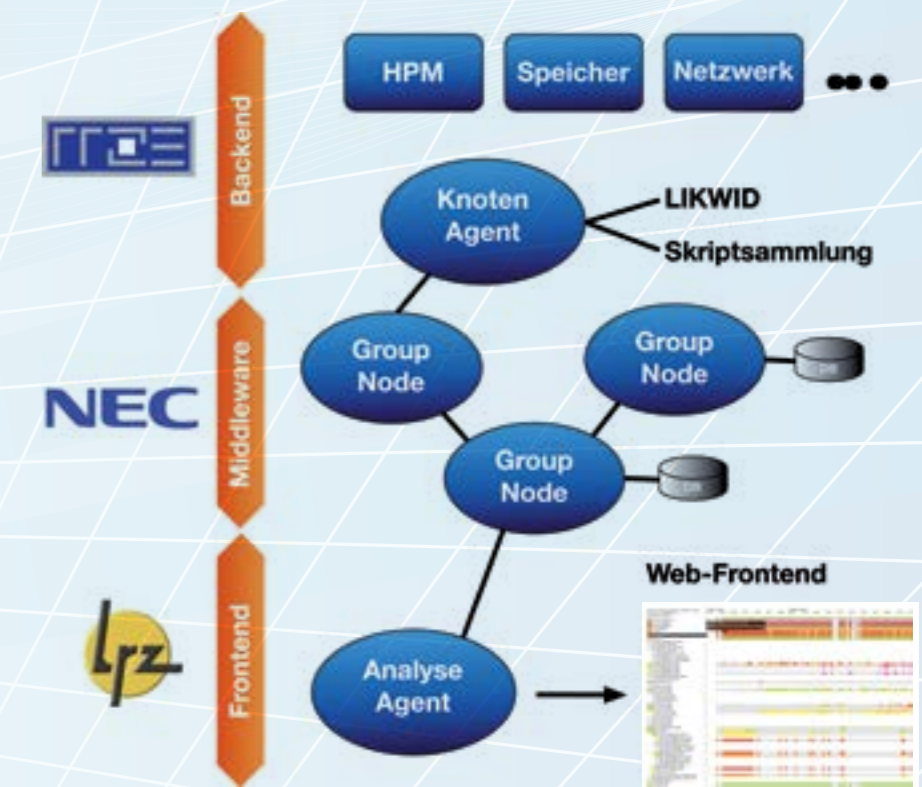 HPM
Speicher
Netzwerk
...
Backend
Knoten
Agent
LIKWID
Skriptsammlung
Group
Node
Group
Node
NEC
Middleware
Group
Node
Web-Frontend
lrz
Frontend
Analyse
Agent